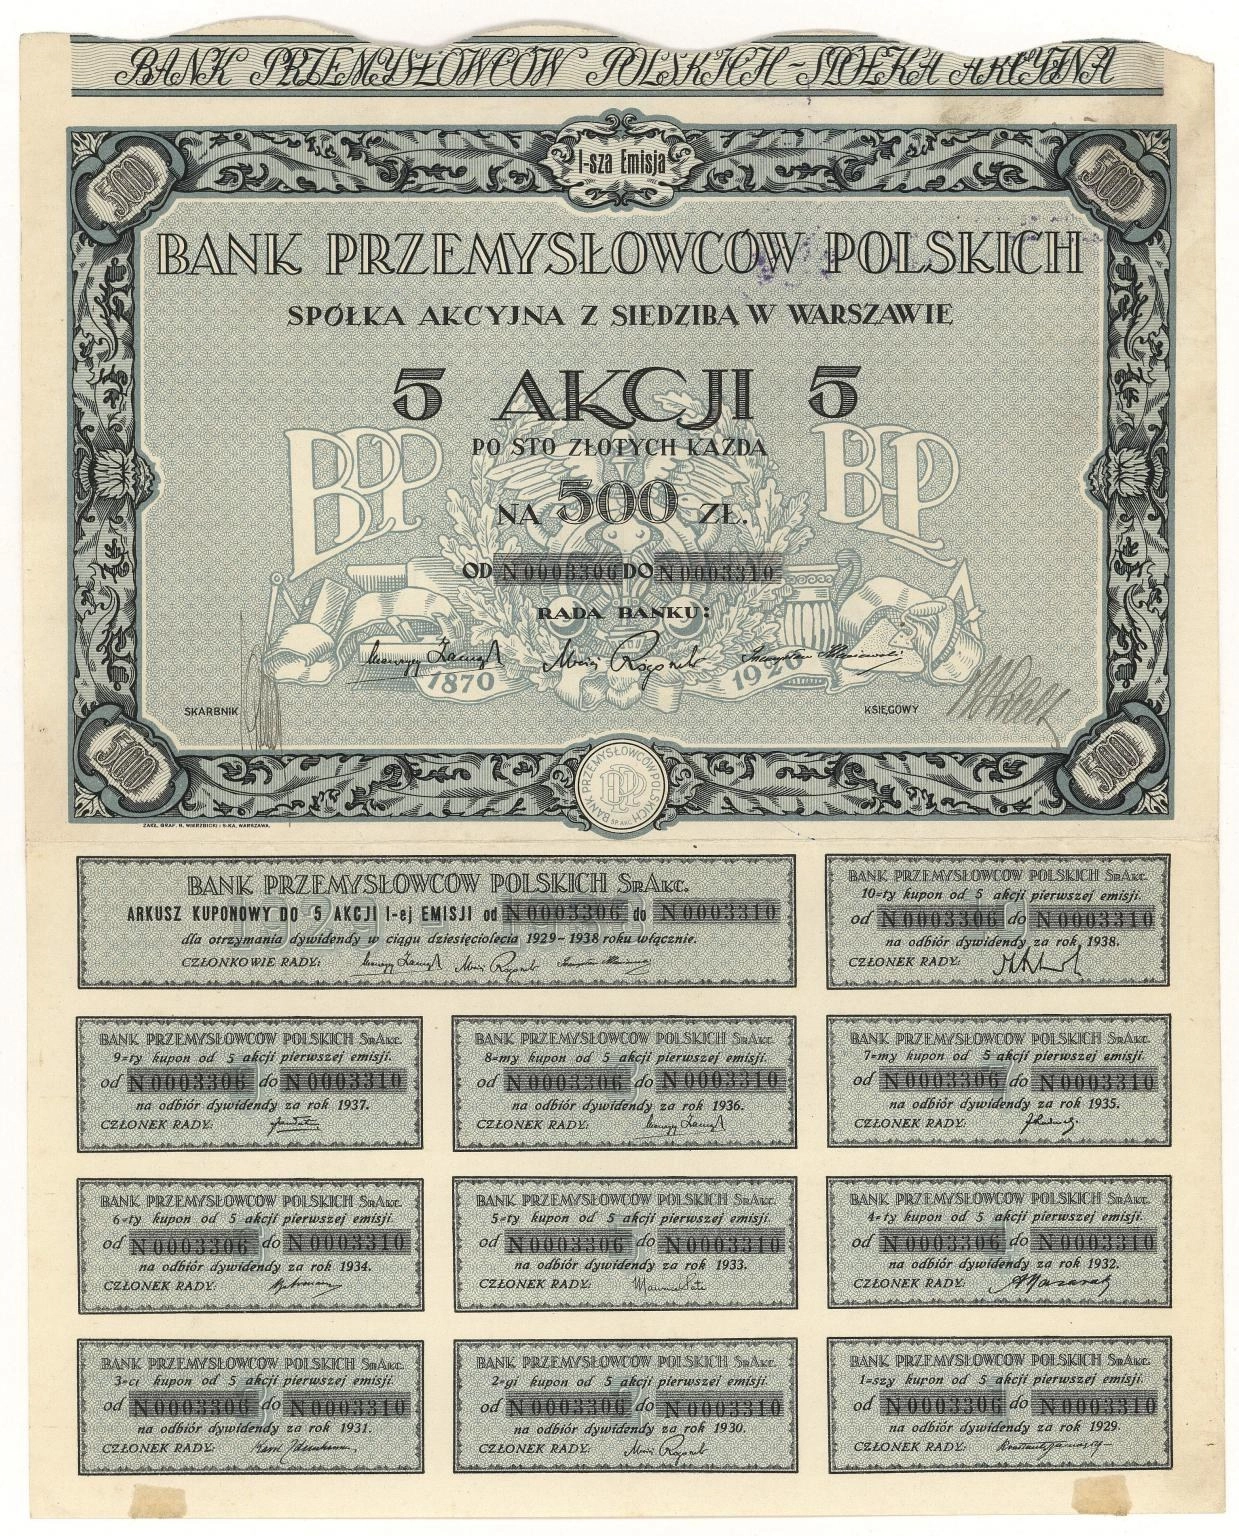 BANK PRZEMYSŁOWCÓW POLSKICH - SPÓŁKA AKCYJNA
I-sza Emisja
500
500
BANK PRZEMYSŁOWCÓW POLSKICH
SPÓŁKA AKCYJNA Z SIEDZIBĄ W WARSZAWIE
5 AKCJI 5
PO STO ZŁOTYCH KAŻDA
BPP
BPP
NA 500 ZŁ.
OD N 0003306 DO N 0003310
RADA BANKU:
1870
1920
SKARBNIK
KSIĘGOWY
500
500
BANK PRZEMYSŁOWCÓW POLSKICH SP. AKC.
BPP
ZAKŁ. GRAF. B. WIERZBICKI i S-KA, WARSZAWA.
BANK PRZEMYSŁOWCÓW POLSKICH SP. AKC.
ARKUSZ KUPONOWY DO 5 AKCJI I-ej EMISJI od N 0003306 do N 0003310
dla otrzymania dywidendy w ciągu dziesięciolecia 1929-1938 roku włącznie.
CZŁONKOWIE RADY:
BANK PRZEMYSŁOWCÓW POLSKICH SP. AKC.
10=ty kupon od 5 akcji pierwszej emisji.
od N 0003306 do N 0003310
na odbiór dywidendy za rok 1938.
CZŁONEK RADY:
BANK PRZEMYSŁOWCÓW POLSKICH SP. AKC.
9=ty kupon od 5 akcji pierwszej emisji.
od N 0003306 do N 0003310
na odbiór dywidendy za rok 1937.
CZŁONEK RADY:
BANK PRZEMYSŁOWCÓW POLSKICH SP. AKC.
8=my kupon od 5 akcji pierwszej emisji.
od N 0003306 do N 0003310
na odbiór dywidendy za rok 1936.
CZŁONEK RADY:
BANK PRZEMYSŁOWCÓW POLSKICH SP. AKC.
7=my kupon od 5 akcji pierwszej emisji.
od N 0003306 do N 0003310
na odbiór dywidendy za rok 1935.
CZŁONEK RADY:
BANK PRZEMYSŁOWCÓW POLSKICH SP. AKC.
6=ty kupon od 5 akcji pierwszej emisji.
od N 0003306 do N 0003310
na odbiór dywidendy za rok 1934.
CZŁONEK RADY:
BANK PRZEMYSŁOWCÓW POLSKICH SP. AKC.
5=ty kupon od 5 akcji pierwszej emisji.
od N 0003306 do N 0003310
na odbiór dywidendy za rok 1933.
CZŁONEK RADY:
BANK PRZEMYSŁOWCÓW POLSKICH SP. AKC.
4=ty kupon od 5 akcji pierwszej emisji.
od N 0003306 do N 0003310
na odbiór dywidendy za rok 1932.
CZŁONEK RADY:
BANK PRZEMYSŁOWCÓW POLSKICH SP. AKC.
3=ci kupon od 5 akcji pierwszej emisji.
od N 0003306 do N 0003310
na odbiór dywidendy za rok 1931.
CZŁONEK RADY:
BANK PRZEMYSŁOWCÓW POLSKICH SP. AKC.
2=gi kupon od 5 akcji pierwszej emisji.
od N 0003306 do N 0003310
na odbiór dywidendy za rok 1930.
CZŁONEK RADY:
BANK PRZEMYSŁOWCÓW POLSKICH SP. AKC.
1=szy kupon od 5 akcji pierwszej emisji.
od N 0003306 do N 0003310
na odbiór dywidendy za rok 1929.
CZŁONEK RADY: